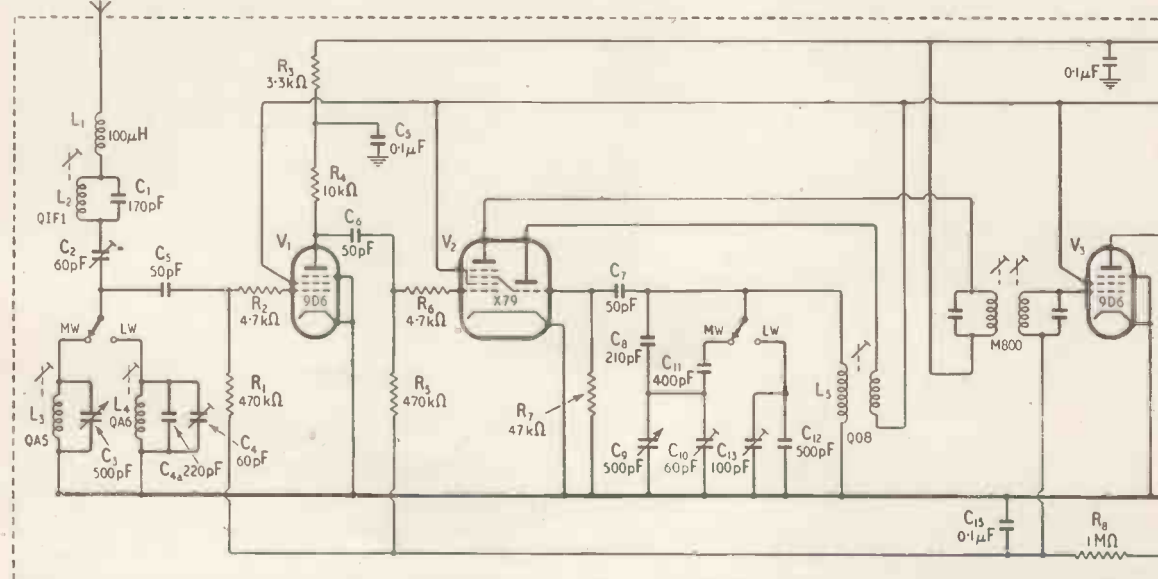 R3
3·3kΩ
0·1μF
L1
100μH
C5
0·1μF
R4
10kΩ
L2
QIF1
C1
170pF
C6
50pF
V1
V2
V3
C2
60pF
C5
50pF
R2
4·7kΩ
9D6
R6
4·7kΩ
X79
C7
50pF
9D6
M800
MW
LW
C8
210pF
MW
LW
C11
400pF
L3
QA5
L4
QA6
R1
470kΩ
R5
470kΩ
R7
47kΩ
L5
QO8
C3
500pF
C4a 220pF
C4
60pF
C9
500pF
C10
60pF
C13
100pF
C12
500pF
C15
0·1μF
R8
1MΩ